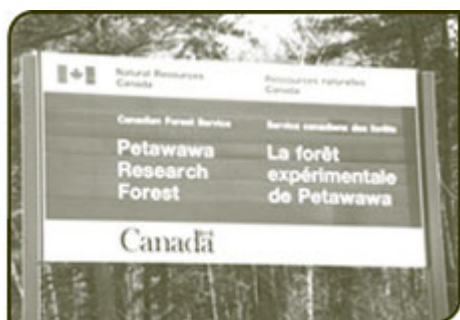 Natural Resources
Canada
Ressources naturelles
Canada
Canadian Forest Service
Service canadien des forêts
Petawawa
Research
Forest
La forêt
expérimentale
de Petawawa
Canada